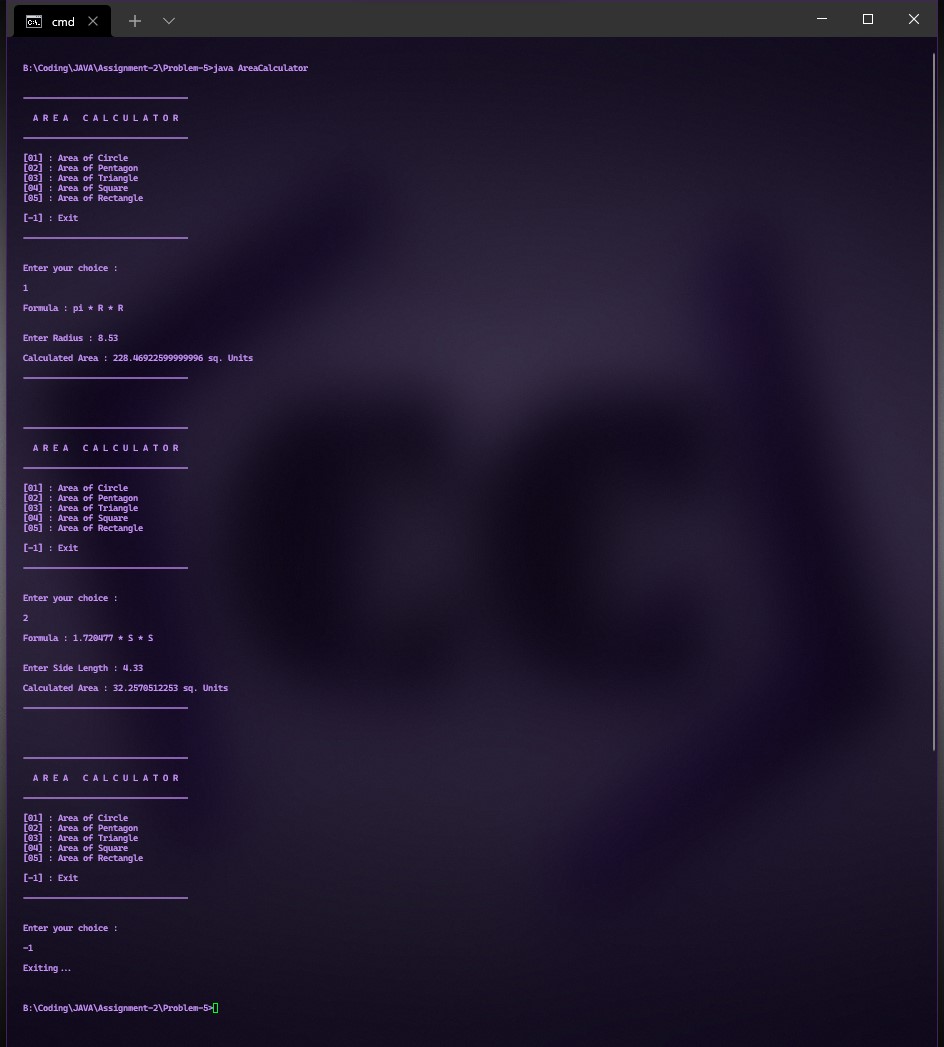 cmd
B:\Coding\JAVA\Assignment-2\Problem-5>java AreaCalculator
A R E A   C A L C U L A T O R
[01] : Area of Circle
[02] : Area of Pentagon
[03] : Area of Triangle
[04] : Area of Square
[05] : Area of Rectangle
[-1] : Exit
Enter your choice :
1
Formula : pi * R * R
Enter Radius : 8.53
Calculated Area : 228.46922599999996 sq. Units
A R E A   C A L C U L A T O R
[01] : Area of Circle
[02] : Area of Pentagon
[03] : Area of Triangle
[04] : Area of Square
[05] : Area of Rectangle
[-1] : Exit
Enter your choice :
2
Formula : 1.720477 * S * S
Enter Side Length : 4.33
Calculated Area : 32.2570512253 sq. Units
A R E A   C A L C U L A T O R
[01] : Area of Circle
[02] : Area of Pentagon
[03] : Area of Triangle
[04] : Area of Square
[05] : Area of Rectangle
[-1] : Exit
Enter your choice :
-1
Exiting...
B:\Coding\JAVA\Assignment-2\Problem-5>
CC